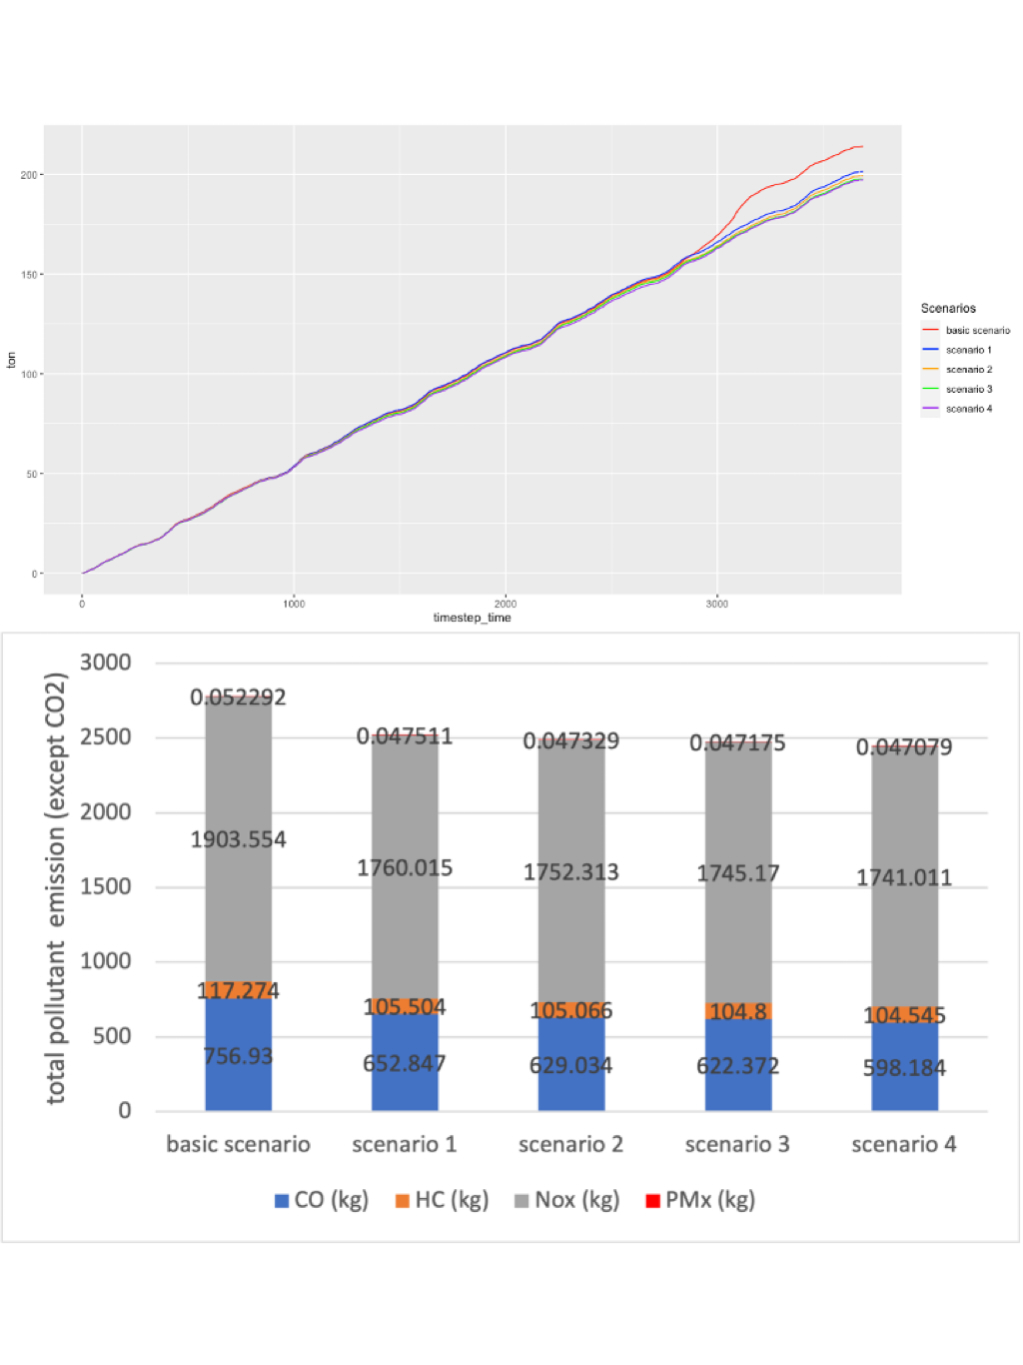 200
150
100
50
0
ton
0 1000 2000 3000
timestep_time
Scenarios
basic scenario
scenario 1
scenario 2
scenario 3
scenario 4
total pollutant emission (except CO2)
3000
2500
2000
1500
1000
500
0
0.052292 0.047511 0.047329 0.047175 0.047079
1903.554 1760.015 1752.313 1745.17 1741.011
117.274 105.504 105.066 104.8 104.545
756.93 652.847 629.034 622.372 598.184
basic scenario scenario 1 scenario 2 scenario 3 scenario 4
CO (kg) HC (kg) Nox (kg) PMx (kg)